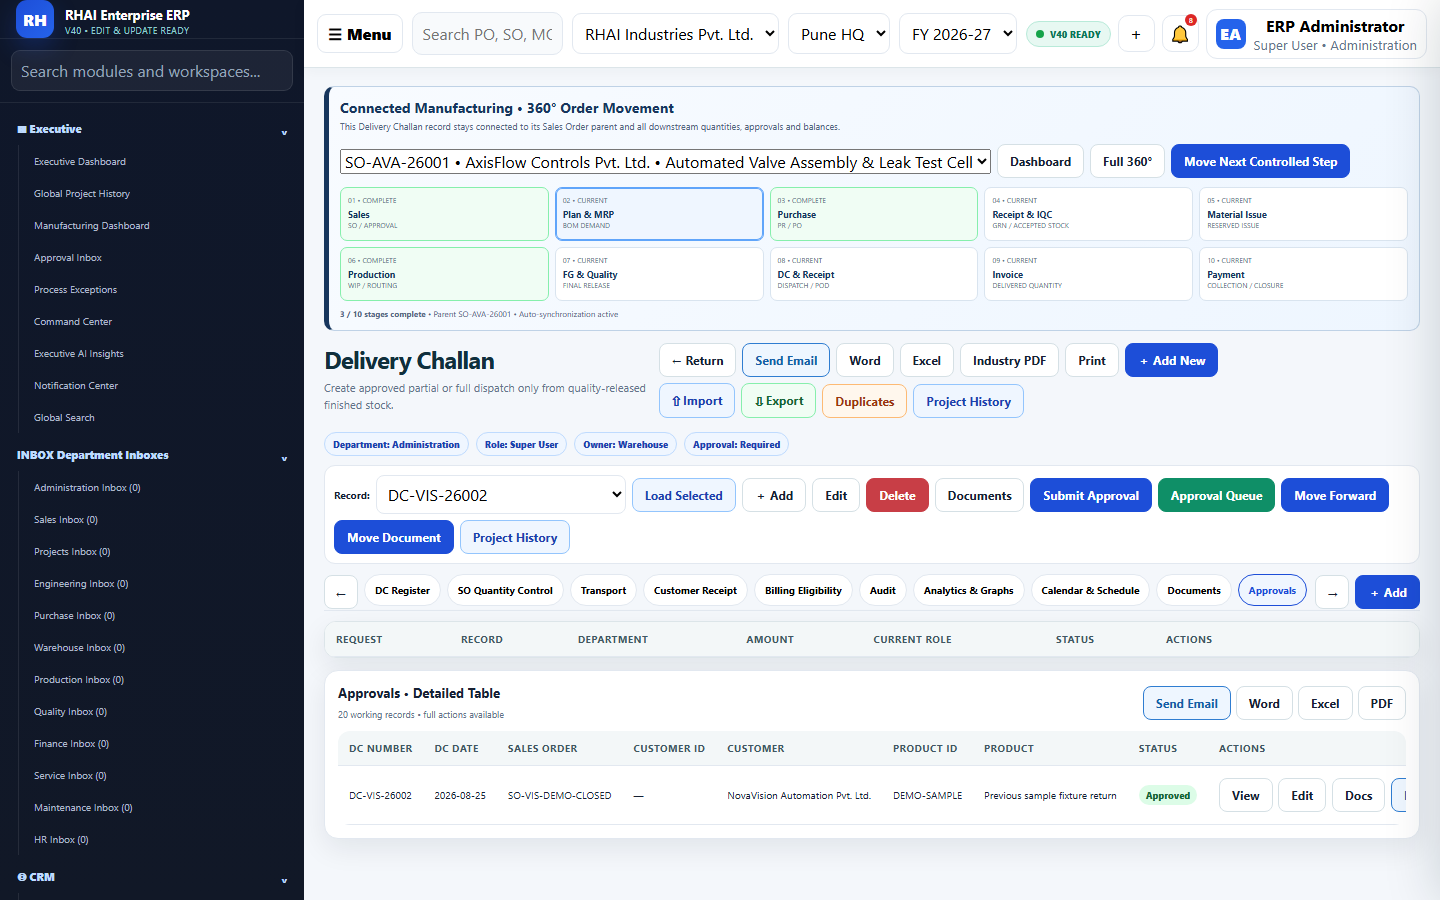 RH
RHAI Enterprise ERP
V40 • EDIT & UPDATE READY
Search modules and workspaces...
Executive
Executive Dashboard
Global Project History
Manufacturing Dashboard
Approval Inbox
Process Exceptions
Command Center
Executive AI Insights
Notification Center
Global Search
INBOX Department Inboxes
Administration Inbox (0)
Sales Inbox (0)
Projects Inbox (0)
Engineering Inbox (0)
Purchase Inbox (0)
Warehouse Inbox (0)
Production Inbox (0)
Quality Inbox (0)
Finance Inbox (0)
Service Inbox (0)
Maintenance Inbox (0)
HR Inbox (0)
CRM
☰ Menu
Search PO, SO, MO
RHAI Industries Pvt. Ltd.
Pune HQ
FY 2026-27
V40 READY
+
8
EA
ERP Administrator
Super User • Administration
Connected Manufacturing • 360° Order Movement
This Delivery Challan record stays connected to its Sales Order parent and all downstream quantities, approvals and balances.
SO-AVA-26001 • AxisFlow Controls Pvt. Ltd. • Automated Valve Assembly & Leak Test Cell
Dashboard
Full 360°
Move Next Controlled Step
01 • COMPLETE
Sales
SO / APPROVAL
02 • CURRENT
Plan & MRP
BOM DEMAND
03 • COMPLETE
Purchase
PR / PO
04 • CURRENT
Receipt & IQC
GRN / ACCEPTED STOCK
05 • CURRENT
Material Issue
RESERVED ISSUE
06 • COMPLETE
Production
WIP / ROUTING
07 • CURRENT
FG & Quality
FINAL RELEASE
08 • CURRENT
DC & Receipt
DISPATCH / POD
09 • CURRENT
Invoice
DELIVERED QUANTITY
10 • CURRENT
Payment
COLLECTION / CLOSURE
3 / 10 stages complete • Parent SO-AVA-26001 • Auto-synchronization active
Delivery Challan
Create approved partial or full dispatch only from quality-released
finished stock.
← Return
Send Email
Word
Excel
Industry PDF
Print
+ Add New
⇧ Import
⇩ Export
Duplicates
Project History
Department: Administration
Role: Super User
Owner: Warehouse
Approval: Required
Record:
DC-VIS-26002
Load Selected
+ Add
Edit
Delete
Documents
Submit Approval
Approval Queue
Move Forward
Move Document
Project History
←
DC Register
SO Quantity Control
Transport
Customer Receipt
Billing Eligibility
Audit
Analytics & Graphs
Calendar & Schedule
Documents
Approvals
→
+ Add
REQUEST RECORD DEPARTMENT AMOUNT CURRENT ROLE STATUS ACTIONS
Approvals • Detailed Table
20 working records • full actions available
Send Email
Word
Excel
PDF
DC NUMBER DC DATE SALES ORDER CUSTOMER ID CUSTOMER PRODUCT ID PRODUCT STATUS ACTIONS
DC-VIS-26002 2026-08-25 SO-VIS-DEMO-CLOSED — NovaVision Automation Pvt. Ltd. DEMO-SAMPLE Previous sample fixture return Approved View Edit Docs